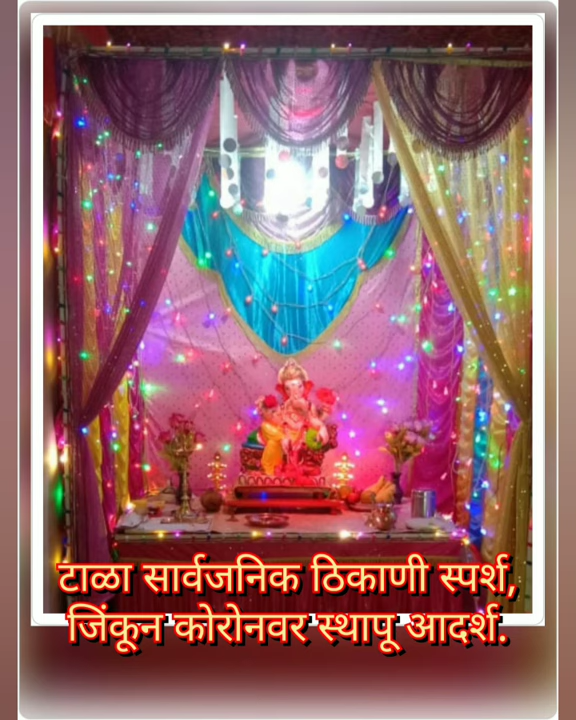 टाळा सार्वजनिक ठिकाणी स्पर्श,
जिंकून कोरोनवर स्थापू आदर्श.